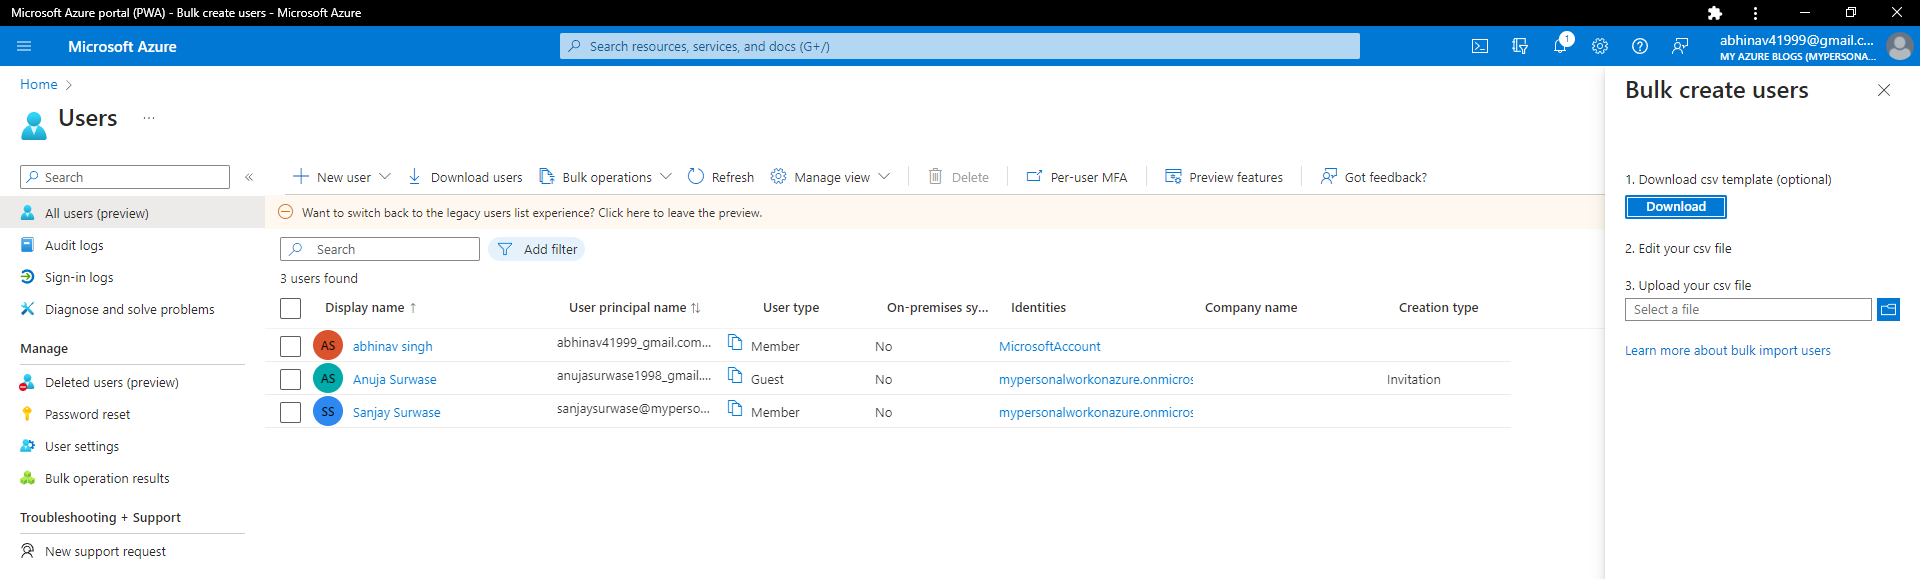 Microsoft Azure portal (PWA) - Bulk create users - Microsoft Azure
Microsoft Azure
Search resources, services, and docs (G+/)
1
abhinav41999@gmail.c...
MY AZURE BLOGS (MYPERSONA...
Home
Users
...
Search
«
All users (preview)
Audit logs
Sign-in logs
Diagnose and solve problems
Manage
Deleted users (preview)
Password reset
User settings
Bulk operation results
Troubleshooting + Support
New support request
New user
Download users
Bulk operations
Refresh
Manage view
Delete
Per-user MFA
Preview features
Got feedback?
Want to switch back to the legacy users list experience? Click here to leave the preview.
Search
Add filter
3 users found
Display name ↑ User principal name ↑↓ User type On-premises sy... Identities Company name Creation type
AS abhinav singh abhinav41999_gmail.com... Member No MicrosoftAccount
AS Anuja Surwase anujasurwase1998_gmail.... Guest No mypersonalworkonazure.onmicros Invitation
SS Sanjay Surwase sanjaysurwase@myperso... Member No mypersonalworkonazure.onmicros
Bulk create users
1. Download csv template (optional)
Download
2. Edit your csv file
3. Upload your csv file
Select a file
Learn more about bulk import users